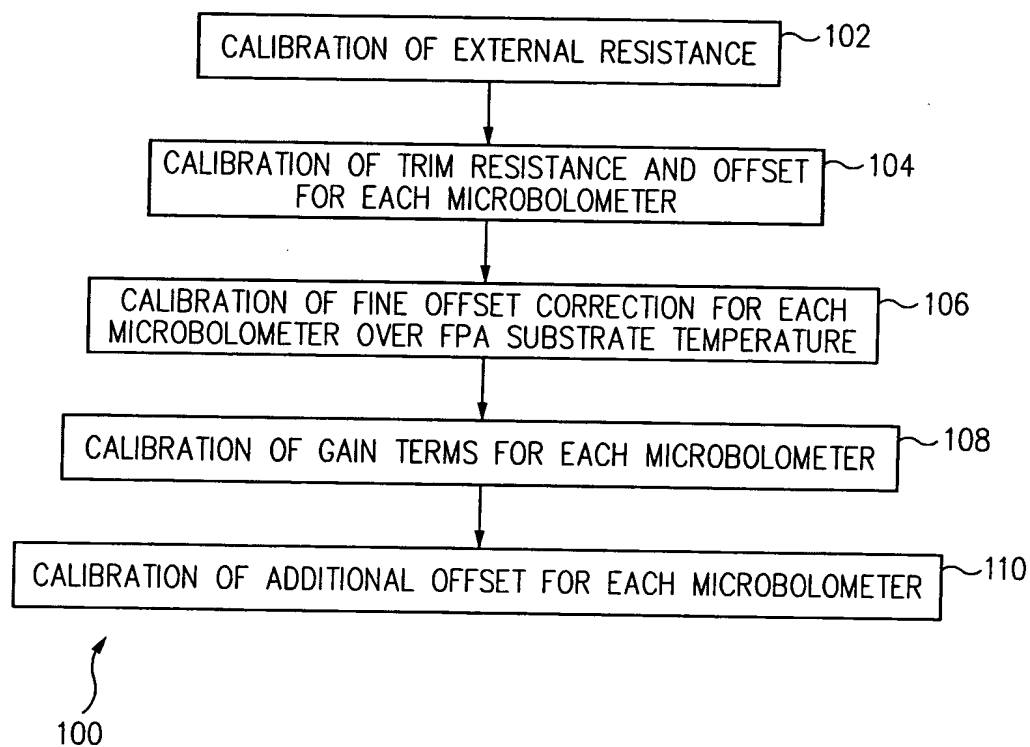 CALIBRATION OF EXTERNAL RESISTANCE
102
CALIBRATION OF TRIM RESISTANCE AND OFFSET
FOR EACH MICROBOLOMETER
104
CALIBRATION OF FINE OFFSET CORRECTION FOR EACH
MICROBOLOMETER OVER FPA SUBSTRATE TEMPERATURE
106
CALIBRATION OF GAIN TERMS FOR EACH MICROBOLOMETER
108
CALIBRATION OF ADDITIONAL OFFSET FOR EACH MICROBOLOMETER
110
100